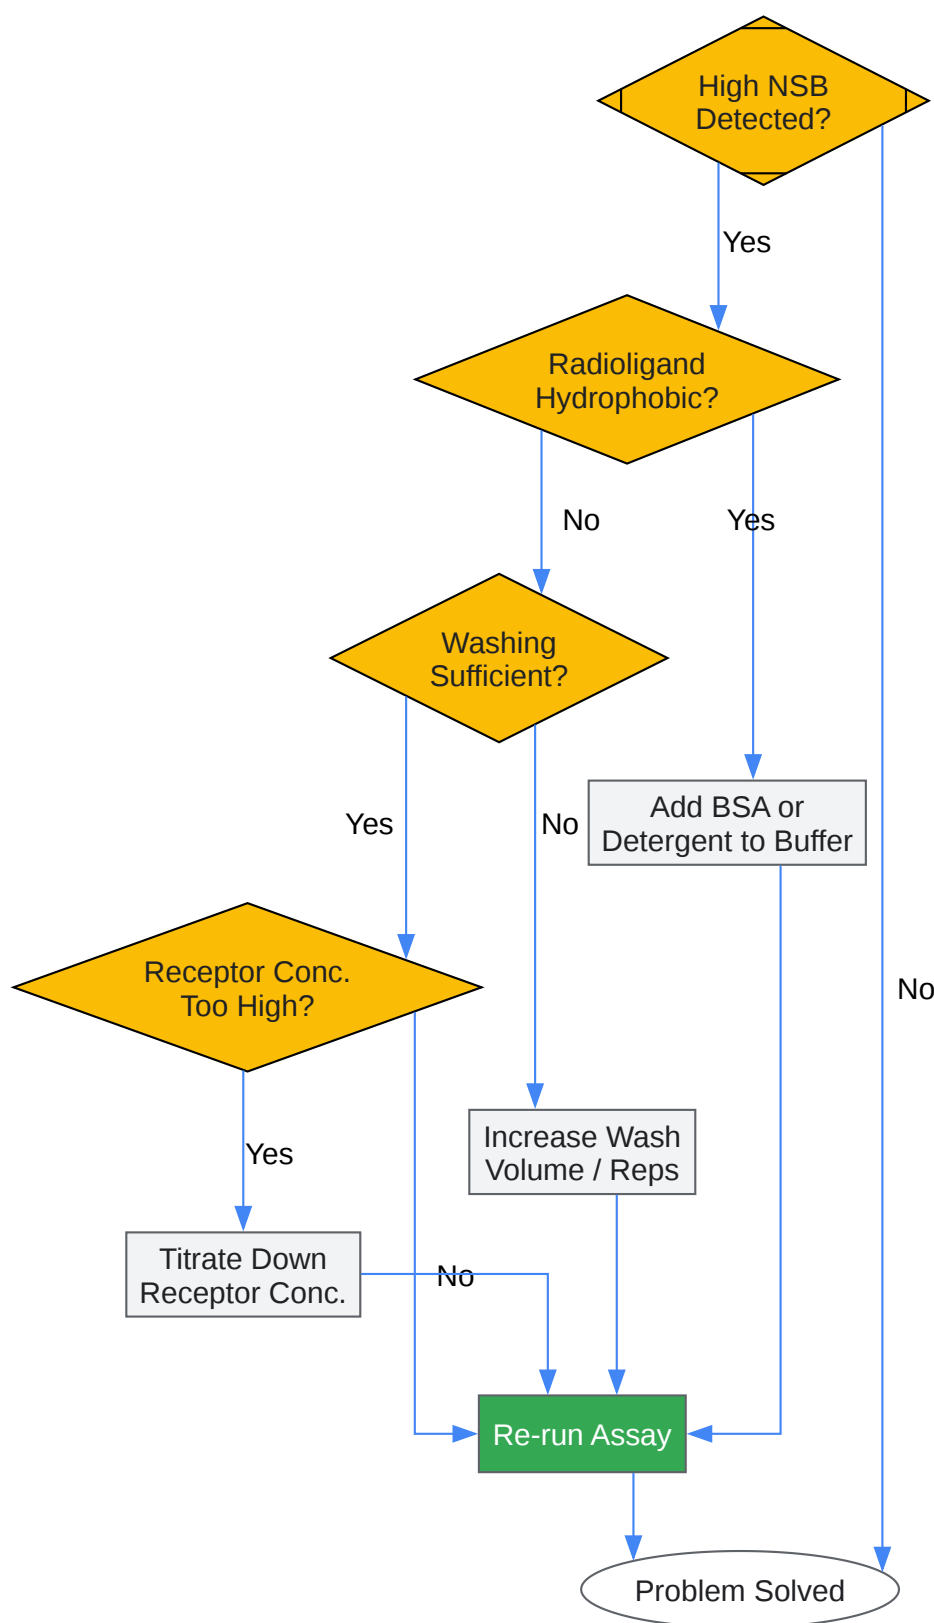 High NSB
Detected?
Yes
Radioligand
Hydrophobic?
No
Yes
Washing
Sufficient?
Yes
No
Add BSA or
Detergent to Buffer
Receptor Conc.
Too High?
No
Yes
Increase Wash
Volume / Reps
Titrate Down
Receptor Conc.
No
Re-run Assay
Problem Solved